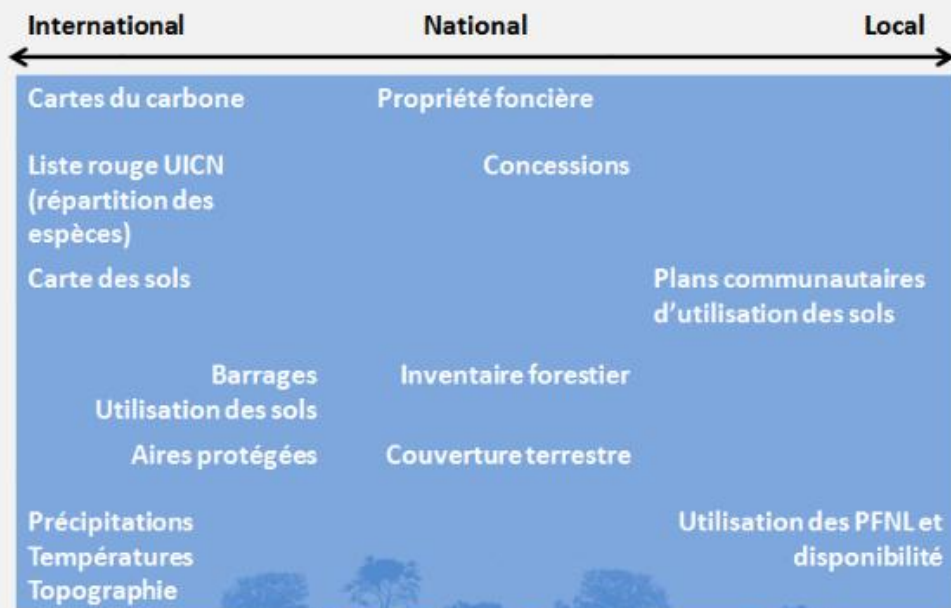 International National Local
Cartes du carbone Propriété foncière
Liste rouge UICN Concessions
(répartition des
espèces)
Carte des sols Plans communautaires
d’utilisation des sols
Barrages Inventaire forestier
Utilisation des sols
Aires protégées Couverture terrestre
Précipitations Utilisation des PFNL et
Températures disponibilité
Topographie